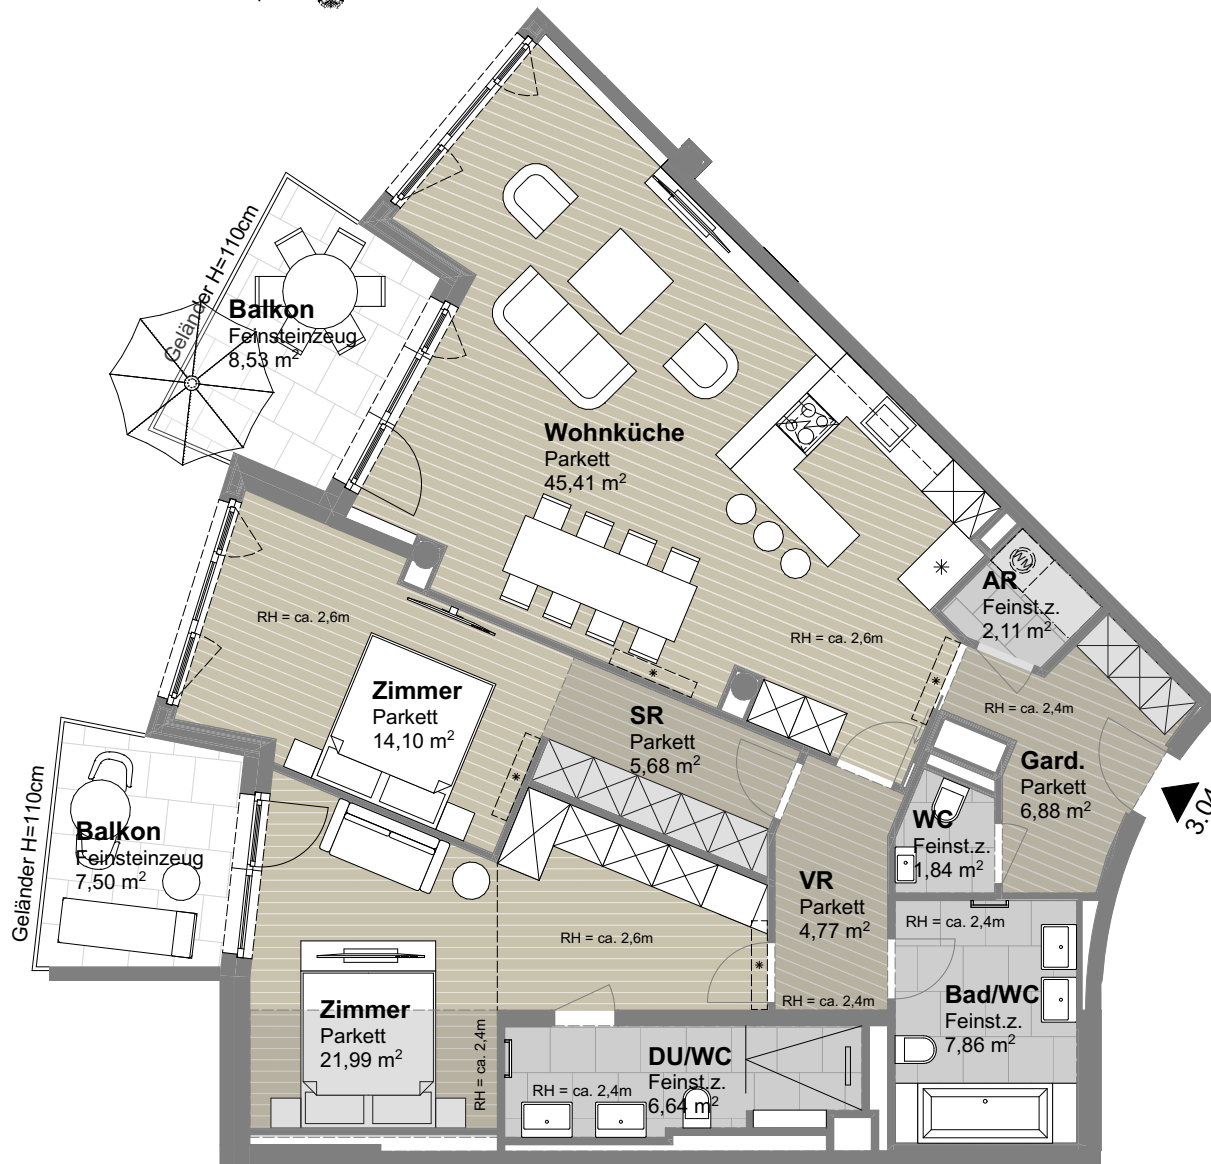 Geländer H=110cm
Balkon
Feinsteinzeug
8,53 m²
Wohnküche
Parkett
45,41 m²
AR
Feinst.z.
2,11 m²
WM
RH = ca. 2,6m
RH = ca. 2,6m
Zimmer
Parkett
14,10 m²
SR
Parkett
5,68 m²
RH = ca. 2,4m
Gard.
Parkett
6,88 m²
3.04
Geländer H=110cm
Balkon
Feinsteinzeug
7,50 m²
WC
Feinst.z.
1,84 m²
VR
Parkett
4,77 m²
RH = ca. 2,4m
RH = ca. 2,6m
RH = ca. 2,4m
Zimmer
Parkett
21,99 m²
RH = ca. 2,4m
Bad/WC
Feinst.z.
7,86 m²
DU/WC
Feinst.z.
6,64 m²
RH = ca. 2,4m